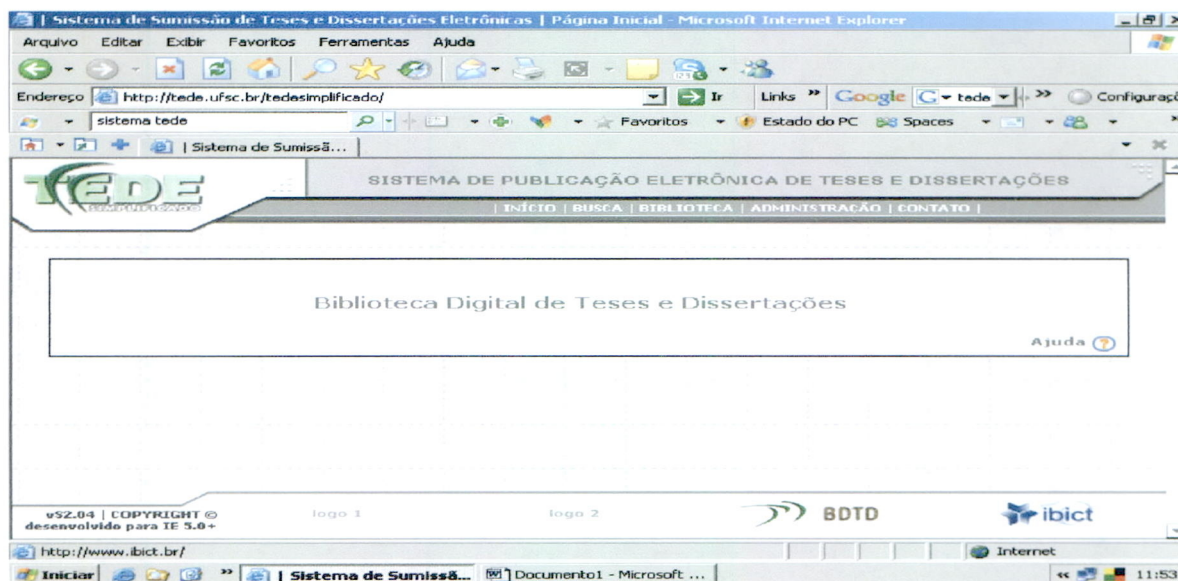 | Sistema de Sumissão de Teses e Dissertações Eletrônicas | Página Inicial - Microsoft Internet Explorer
Arquivo Editar Exibir Favoritos Ferramentas Ajuda
Endereço http://tede.ufsc.br/tedesimplificado/ Ir Links » Google G tede » Configuraçõ
sistema tede Favoritos Estado do PC Spaces
| Sistema de Sumissã...
TEDE SISTEMA DE PUBLICAÇÃO ELETRÔNICA DE TESES E DISSERTAÇÕES
SIMPLIFICADO | INÍCIO | BUSCA | BIBLIOTECA | ADMINISTRAÇÃO | CONTATO |
Biblioteca Digital de Teses e Dissertações
Ajuda ?
vS2.04 | COPYRIGHT © logo 1 logo 2 BDTD ibict
desenvolvido para IE 5.0+
http://www.ibict.br/ Internet
Iniciar » | Sistema de Sumissã... Documento1 - Microsoft ... « 11:53